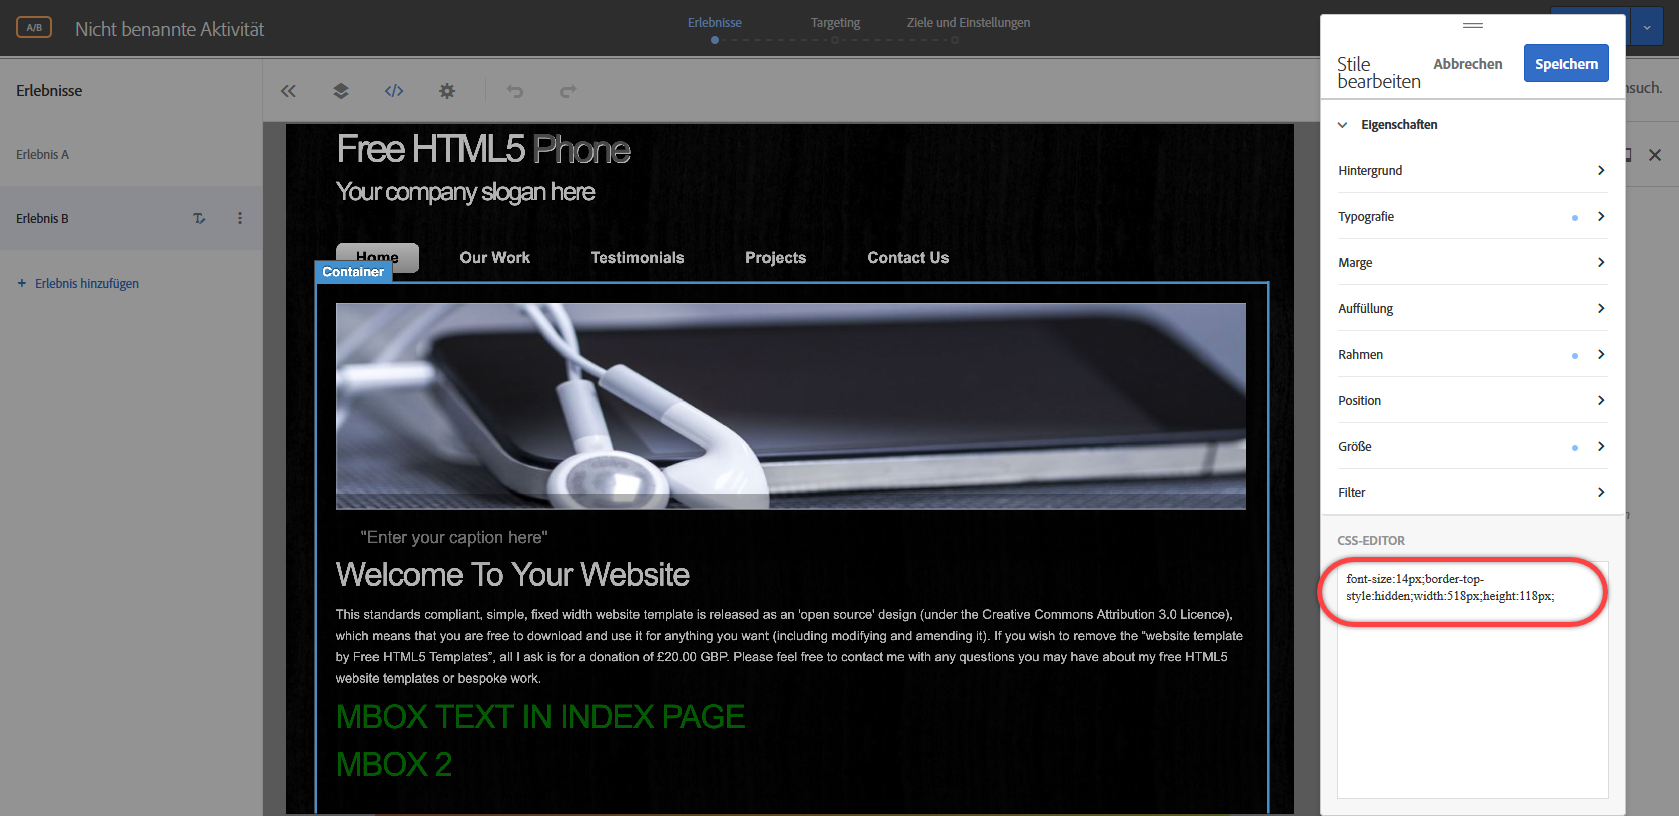 A/B
Nicht benannte Aktivität
Erlebnisse
Targeting
Ziele und Einstellungen
Erlebnisse
Erlebnis A
Erlebnis B
+ Erlebnis hinzufügen
Free HTML5 Phone
Your company slogan here
Home
Our Work
Testimonials
Projects
Contact Us
Container
"Enter your caption here"
Welcome To Your Website
This standards compliant, simple, fixed width website template is released as an 'open source' design (under the Creative Commons Attribution 3.0 Licence),
which means that you are free to download and use it for anything you want (including modifying and amending it). If you wish to remove the "website template
by Free HTML5 Templates", all I ask is for a donation of £20.00 GBP. Please feel free to contact me with any questions you may have about my free HTML5
website templates or bespoke work.
MBOX TEXT IN INDEX PAGE
MBOX 2
Stile
bearbeiten
Abbrechen
Speichern
Eigenschaften
Hintergrund
Typografie
Marge
Auffüllung
Rahmen
Position
Größe
Filter
CSS-EDITOR
font-size:14px;border-top-
style:hidden;width:518px;height:118px;